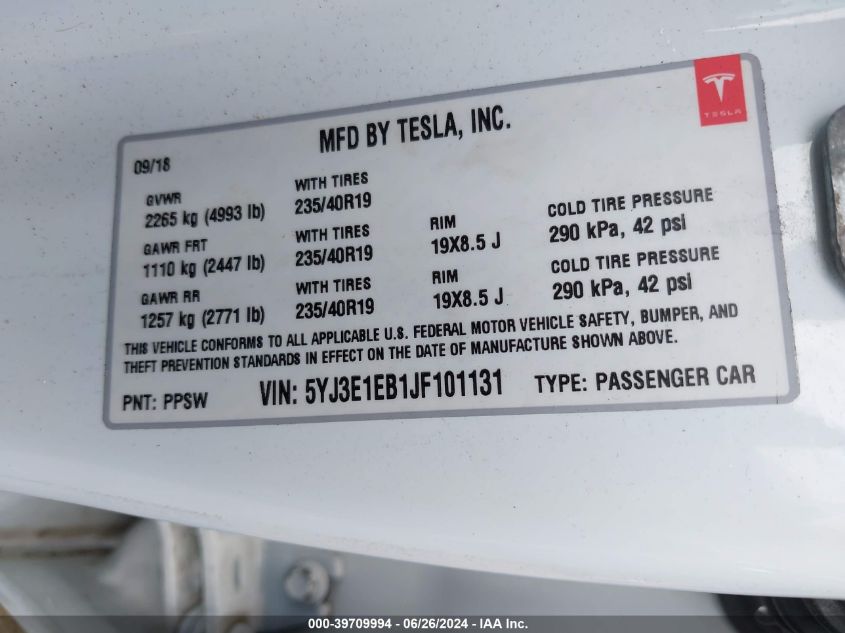 TESLA
MFD BY TESLA, INC.
09/18
GVWR WITH TIRES
2265 kg (4993 lb) 235/40R19
GAWR FRT WITH TIRES RIM COLD TIRE PRESSURE
1110 kg (2447 lb) 235/40R19 19X8.5 J 290 kPa, 42 psi
GAWR RR WITH TIRES RIM COLD TIRE PRESSURE
1257 kg (2771 lb) 235/40R19 19X8.5 J 290 kPa, 42 psi
THIS VEHICLE CONFORMS TO ALL APPLICABLE U.S. FEDERAL MOTOR VEHICLE SAFETY, BUMPER, AND
THEFT PREVENTION STANDARDS IN EFFECT ON THE DATE OF MANUFACTURE SHOWN ABOVE.
PNT: PPSW VIN: 5YJ3E1EB1JF101131 TYPE: PASSENGER CAR
000-39709994 - 06/26/2024 - IAA Inc.